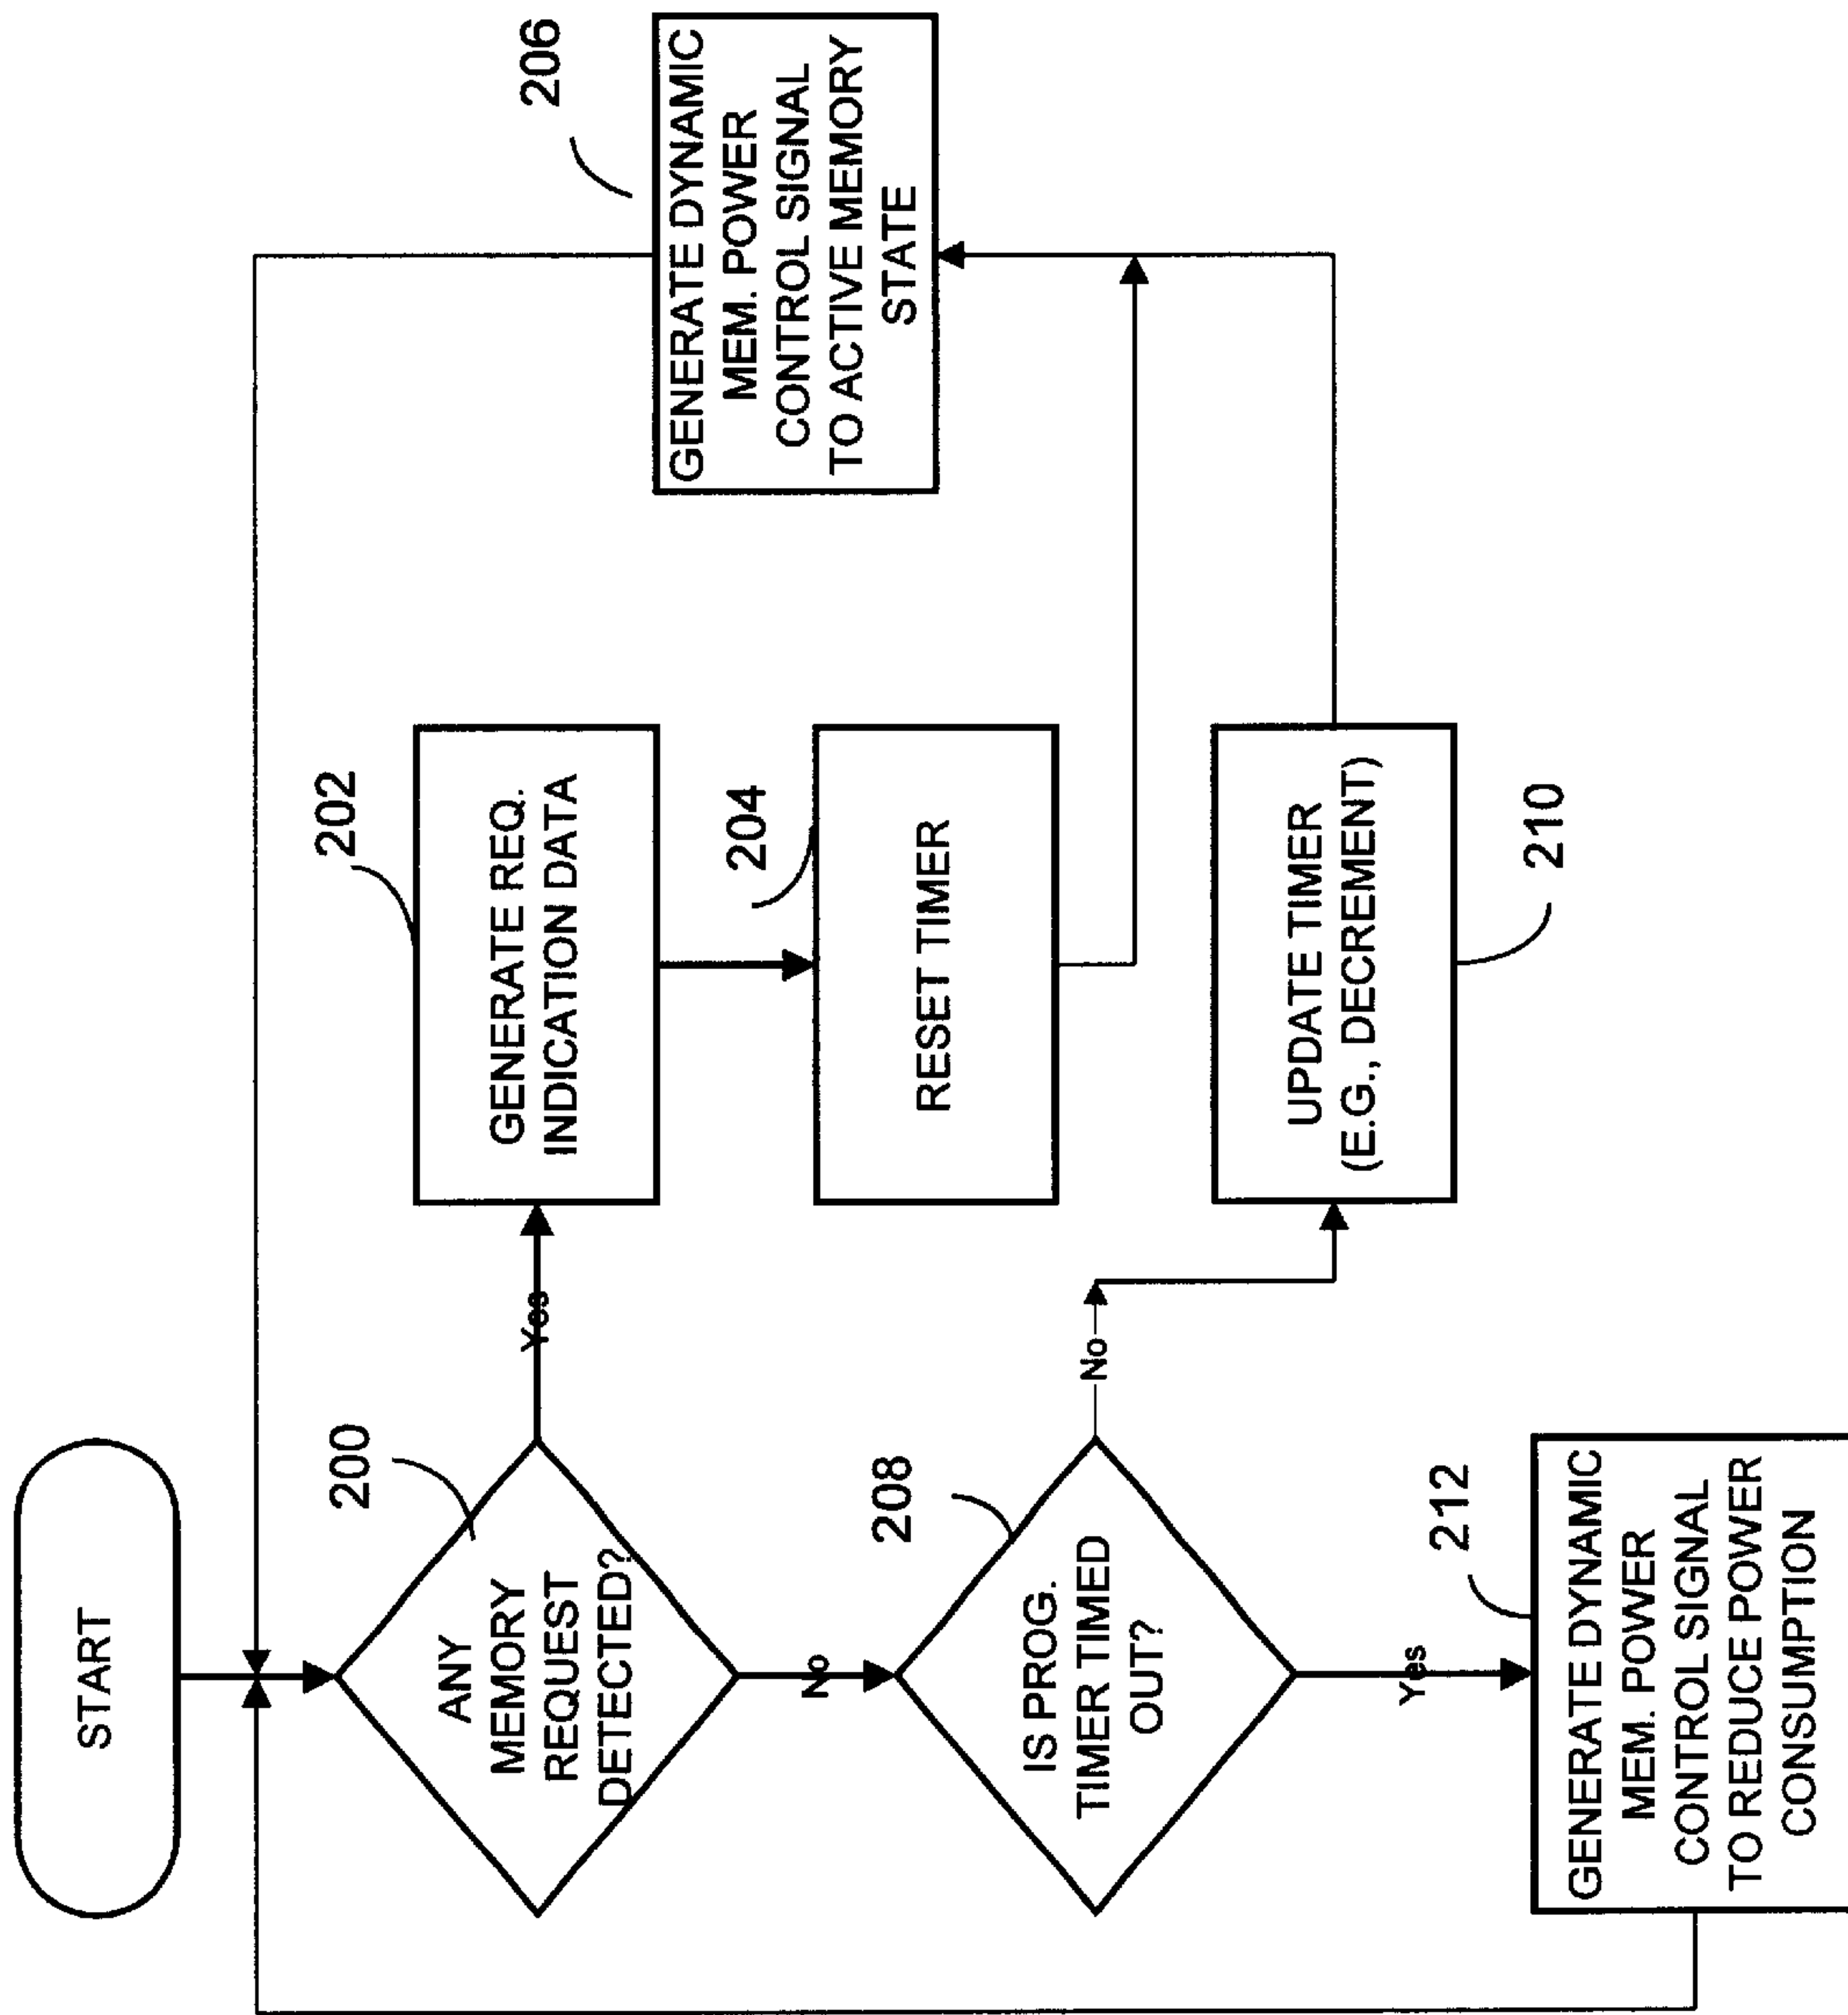 START
200
ANY
MEMORY
REQUEST
DETECTED?
Yes
202
GENERATE REQ.
INDICATION DATA
204
RESET TIMER
206
GENERATE DYNAMIC
MEM. POWER
CONTROL SIGNAL
TO ACTIVE MEMORY
STATE
No
208
IS PROG.
TIMER TIMED
OUT?
No
UPDATE TIMER
(E.G., DECREMENT)
210
Yes
212
GENERATE DYNAMIC
MEM. POWER
CONTROL SIGNAL
TO REDUCE POWER
CONSUMPTION